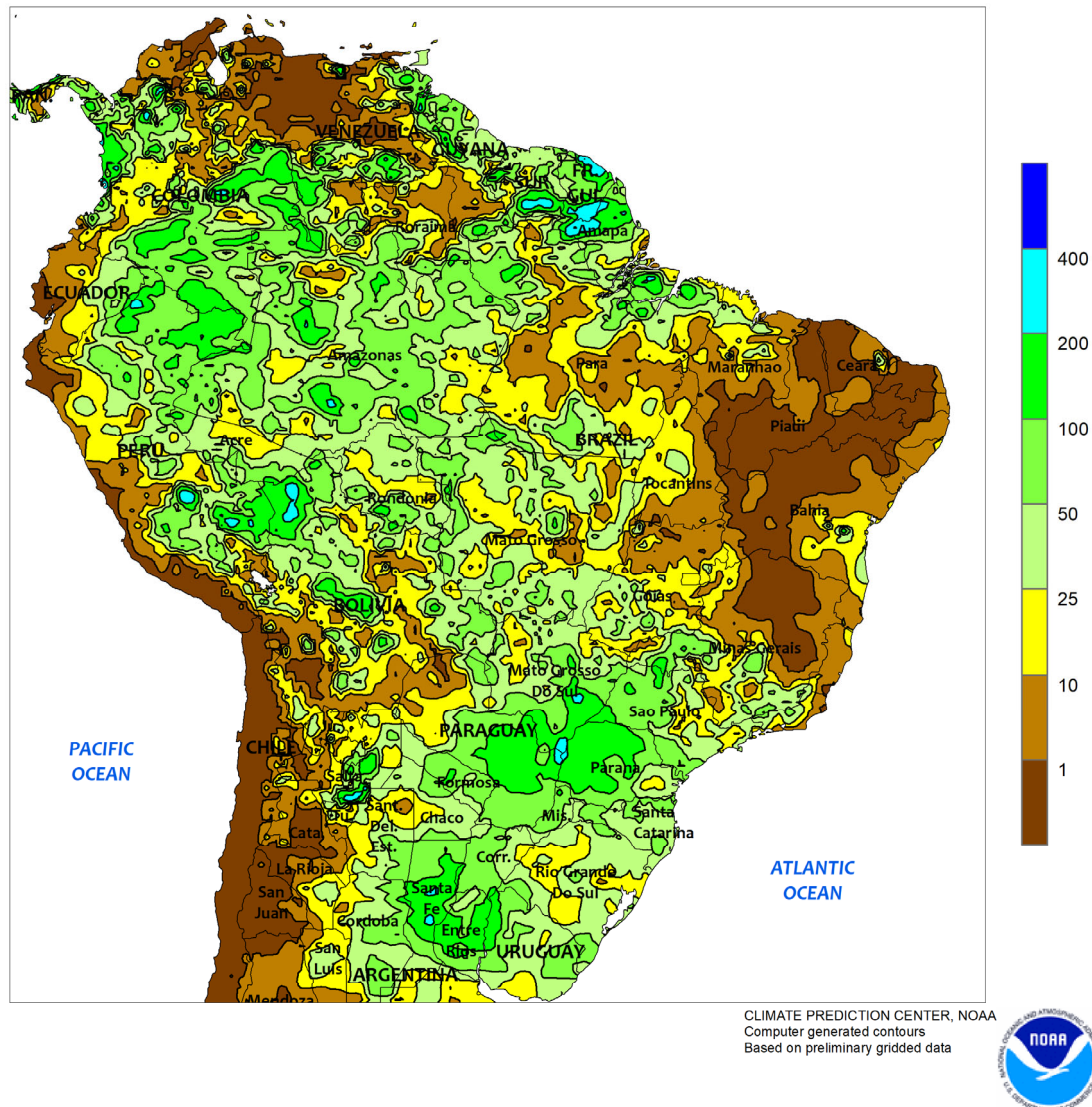 PAN.
VENEZUELA
GUYANA
SUR
FR.
GUI.
COLOMBIA
Roraima
Amapa
ECUADOR
Amazonas
Para
Maranhao
Ceara
Piaui
PERU
Acre
BRAZIL
Tocantins
Rondonia
Bahia
Mato Grosso
BOLIVIA
Goias
Minas Gerais
Mato Grosso
Do Sul
Sao Paulo
PARAGUAY
PACIFIC
OCEAN
CHILE
Parana
Salta
Formosa
Tu.
Sant.
Del.
Est.
Chaco
Mis.
Santa
Catarina
Cata.
Corr.
La Rioja
Rio Grande
Do Sul
ATLANTIC
OCEAN
San
Juan
Santa
Fe
Cordoba
Entre
Rios
URUGUAY
San
Luis
ARGENTINA
Mendoza
400
200
100
50
25
10
1
CLIMATE PREDICTION CENTER, NOAA
Computer generated contours
Based on preliminary gridded data
NOAA